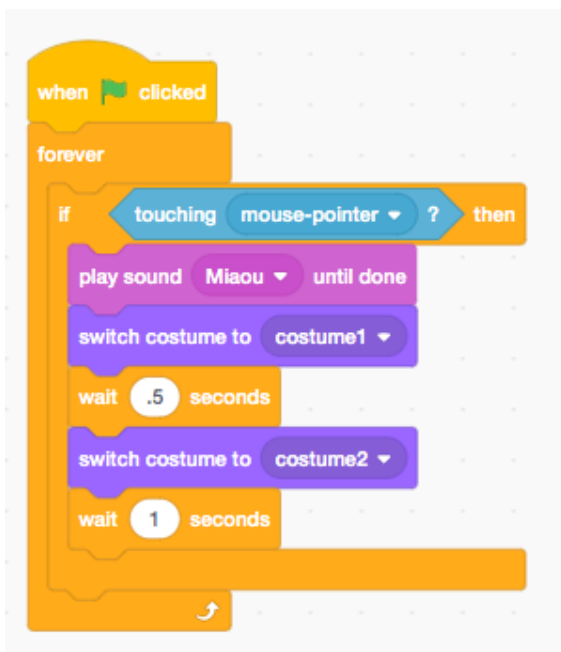 when clicked
forever
if touching mouse-pointer ? then
play sound Miaou until done
switch costume to costume1
wait .5 seconds
switch costume to costume2
wait 1 seconds